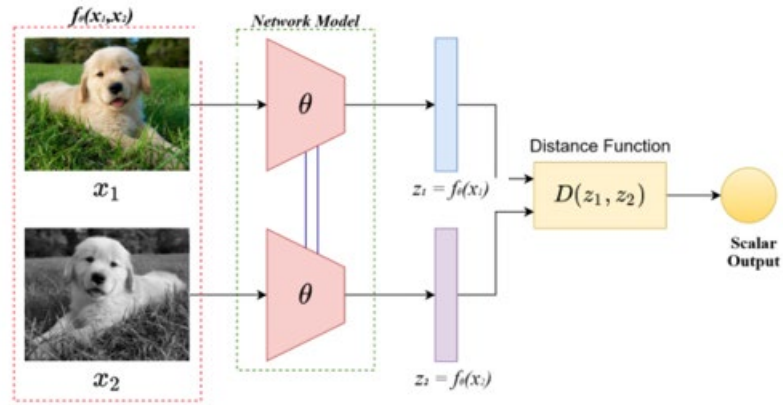 fθ(x₁,x₂)
Network Model
θ
x₁
z₁ = fθ(x₁)
Distance Function
D(z₁, z₂)
Scalar
Output
θ
x₂
z₂ = fθ(x₂)